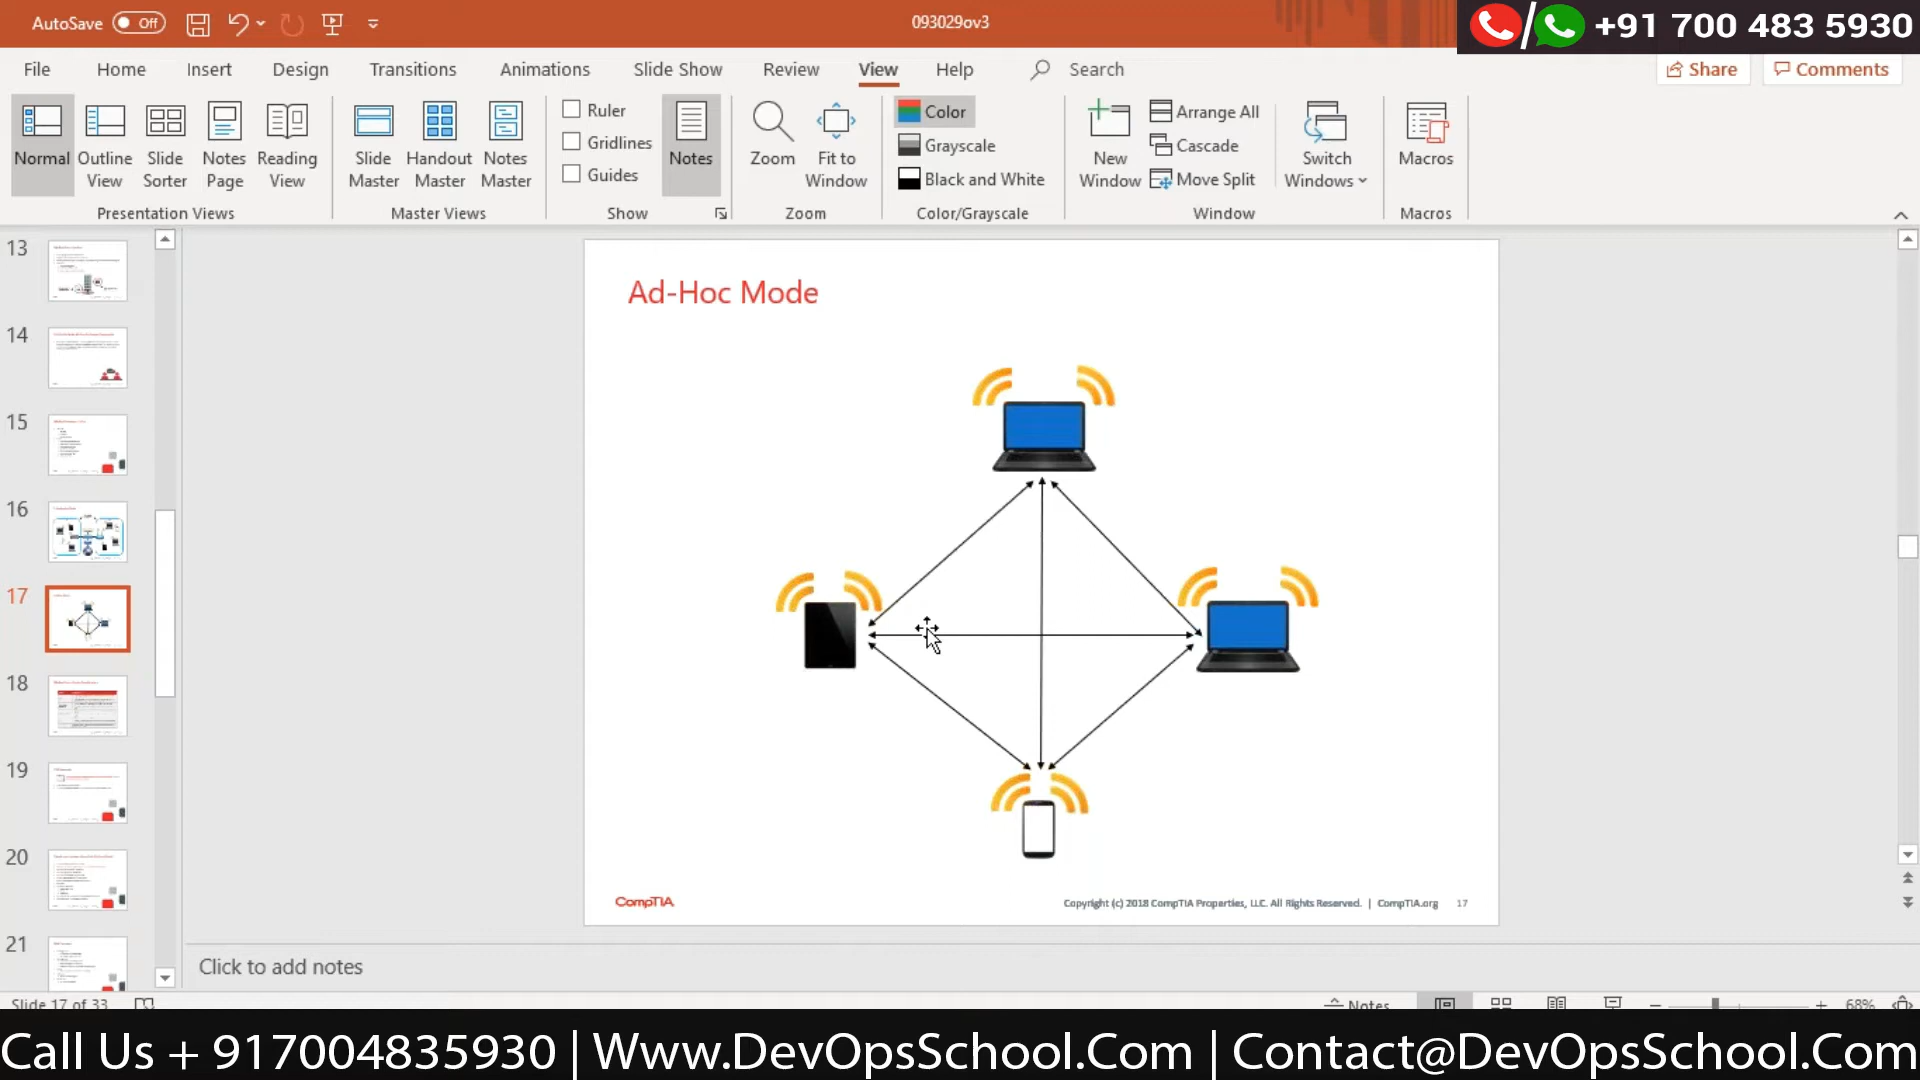 AutoSave Off
093029ov3
+91 700 483 5930
File Home Insert Design Transitions Animations Slide Show Review View Help Search Share Comments
Normal
Outline View
Slide Sorter
Notes Page
Reading View
Presentation Views
Slide Master
Handout Master
Notes Master
Master Views
Ruler
Gridlines
Guides
Notes
Show
Zoom
Fit to Window
Zoom
Color
Grayscale
Black and White
Color/Grayscale
New Window
Arrange All
Cascade
Move Split
Switch Windows
Window
Macros
Macros
13
14
15
16
17
18
19
20
21
Ad-Hoc Mode
CompTIA
Copyright (c) 2018 CompTIA Properties, LLC. All Rights Reserved. | CompTIA.org 17
Click to add notes
Slide 17 of 33
Notes
68%
Call Us + 917004835930 | Www.DevOpsSchool.Com | Contact@DevOpsSchool.Com